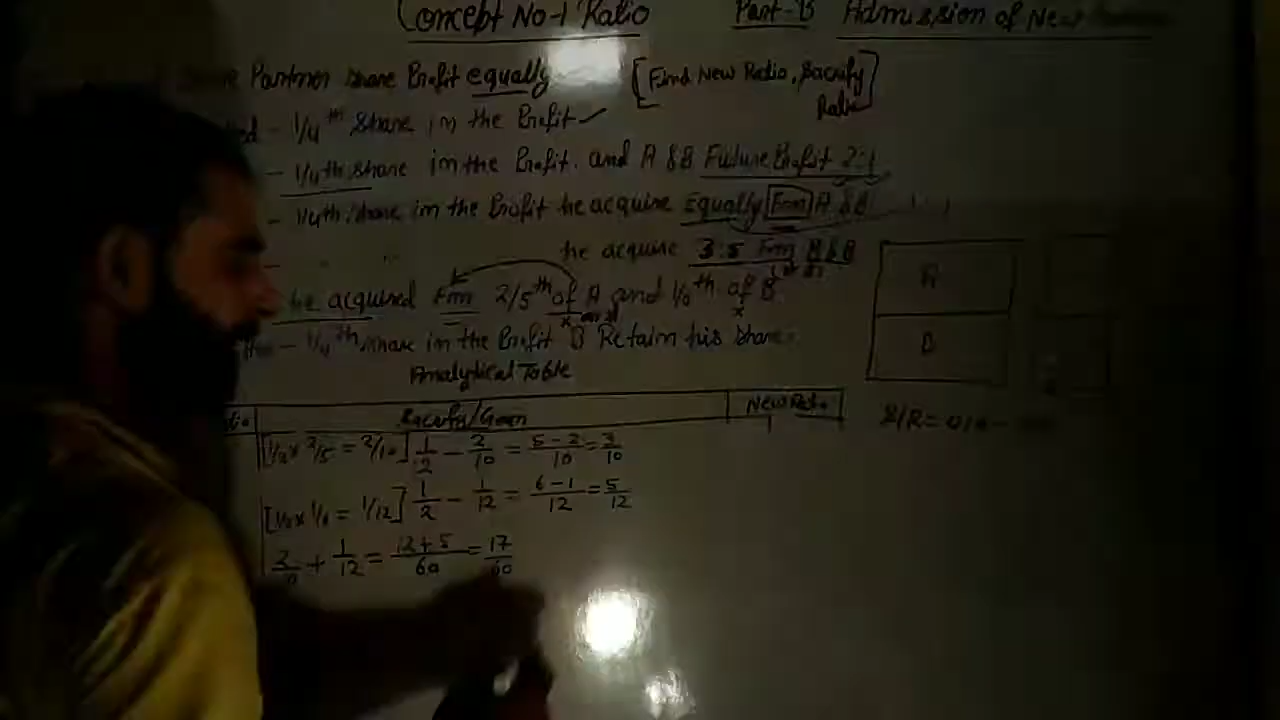 Concept No-1 Ratio Part-B Admission of New
Partner share Profit equally [Find New Ratio, Sacrify
Ratio]
- 1/4th share in the Profit ✓
- 1/4th share in the Profit. and A & B Future Profit 2:1
- 1/4th share in the Profit he acquire Equally From A & B
he acquire 3:5 From A & B
he acquired From 2/5th of A and 1/6th of B
- 1/4th share in the Profit B Retain his share.
Analytical Table
Sacrify/Gain New Ratio
[1/2 × 2/5 = 2/10] 1/2 - 2/10 = 5-2/10 = 3/10
[1/2 × 1/6 = 1/12] 1/2 - 1/12 = 6-1/12 = 5/12
2/10 + 1/12 = 12+5/60 = 17/60
A
B
S/R = O/R -